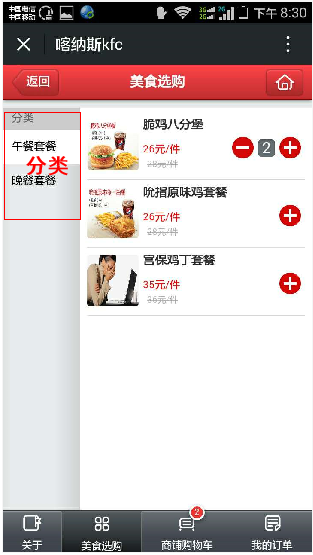 中国电信
中国移动
3G
2G
下午 8:30
喀纳斯kfc
返回
美食选购
分类
午餐套餐
分类
晚餐套餐
脆鸡八分堡
26元/件
28元/件
2
吮指原味鸡套餐
26元/件
28元/件
宫保鸡丁套餐
35元/件
36元/件
2
关于
美食选购
商铺购物车
我的订单